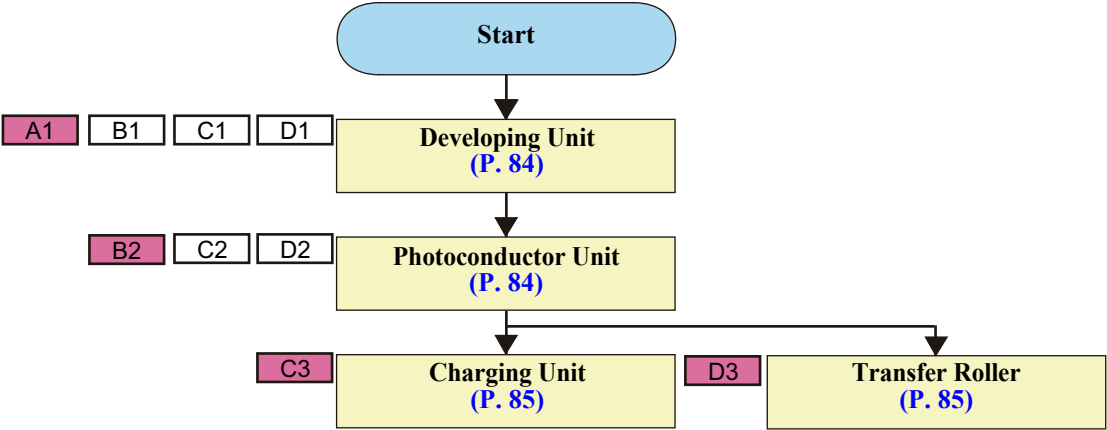 Start
A1 B1 C1 D1 Developing Unit
(P. 84)
B2 C2 D2 Photoconductor Unit
(P. 84)
C3 Charging Unit D3 Transfer Roller
(P. 85) (P. 85)